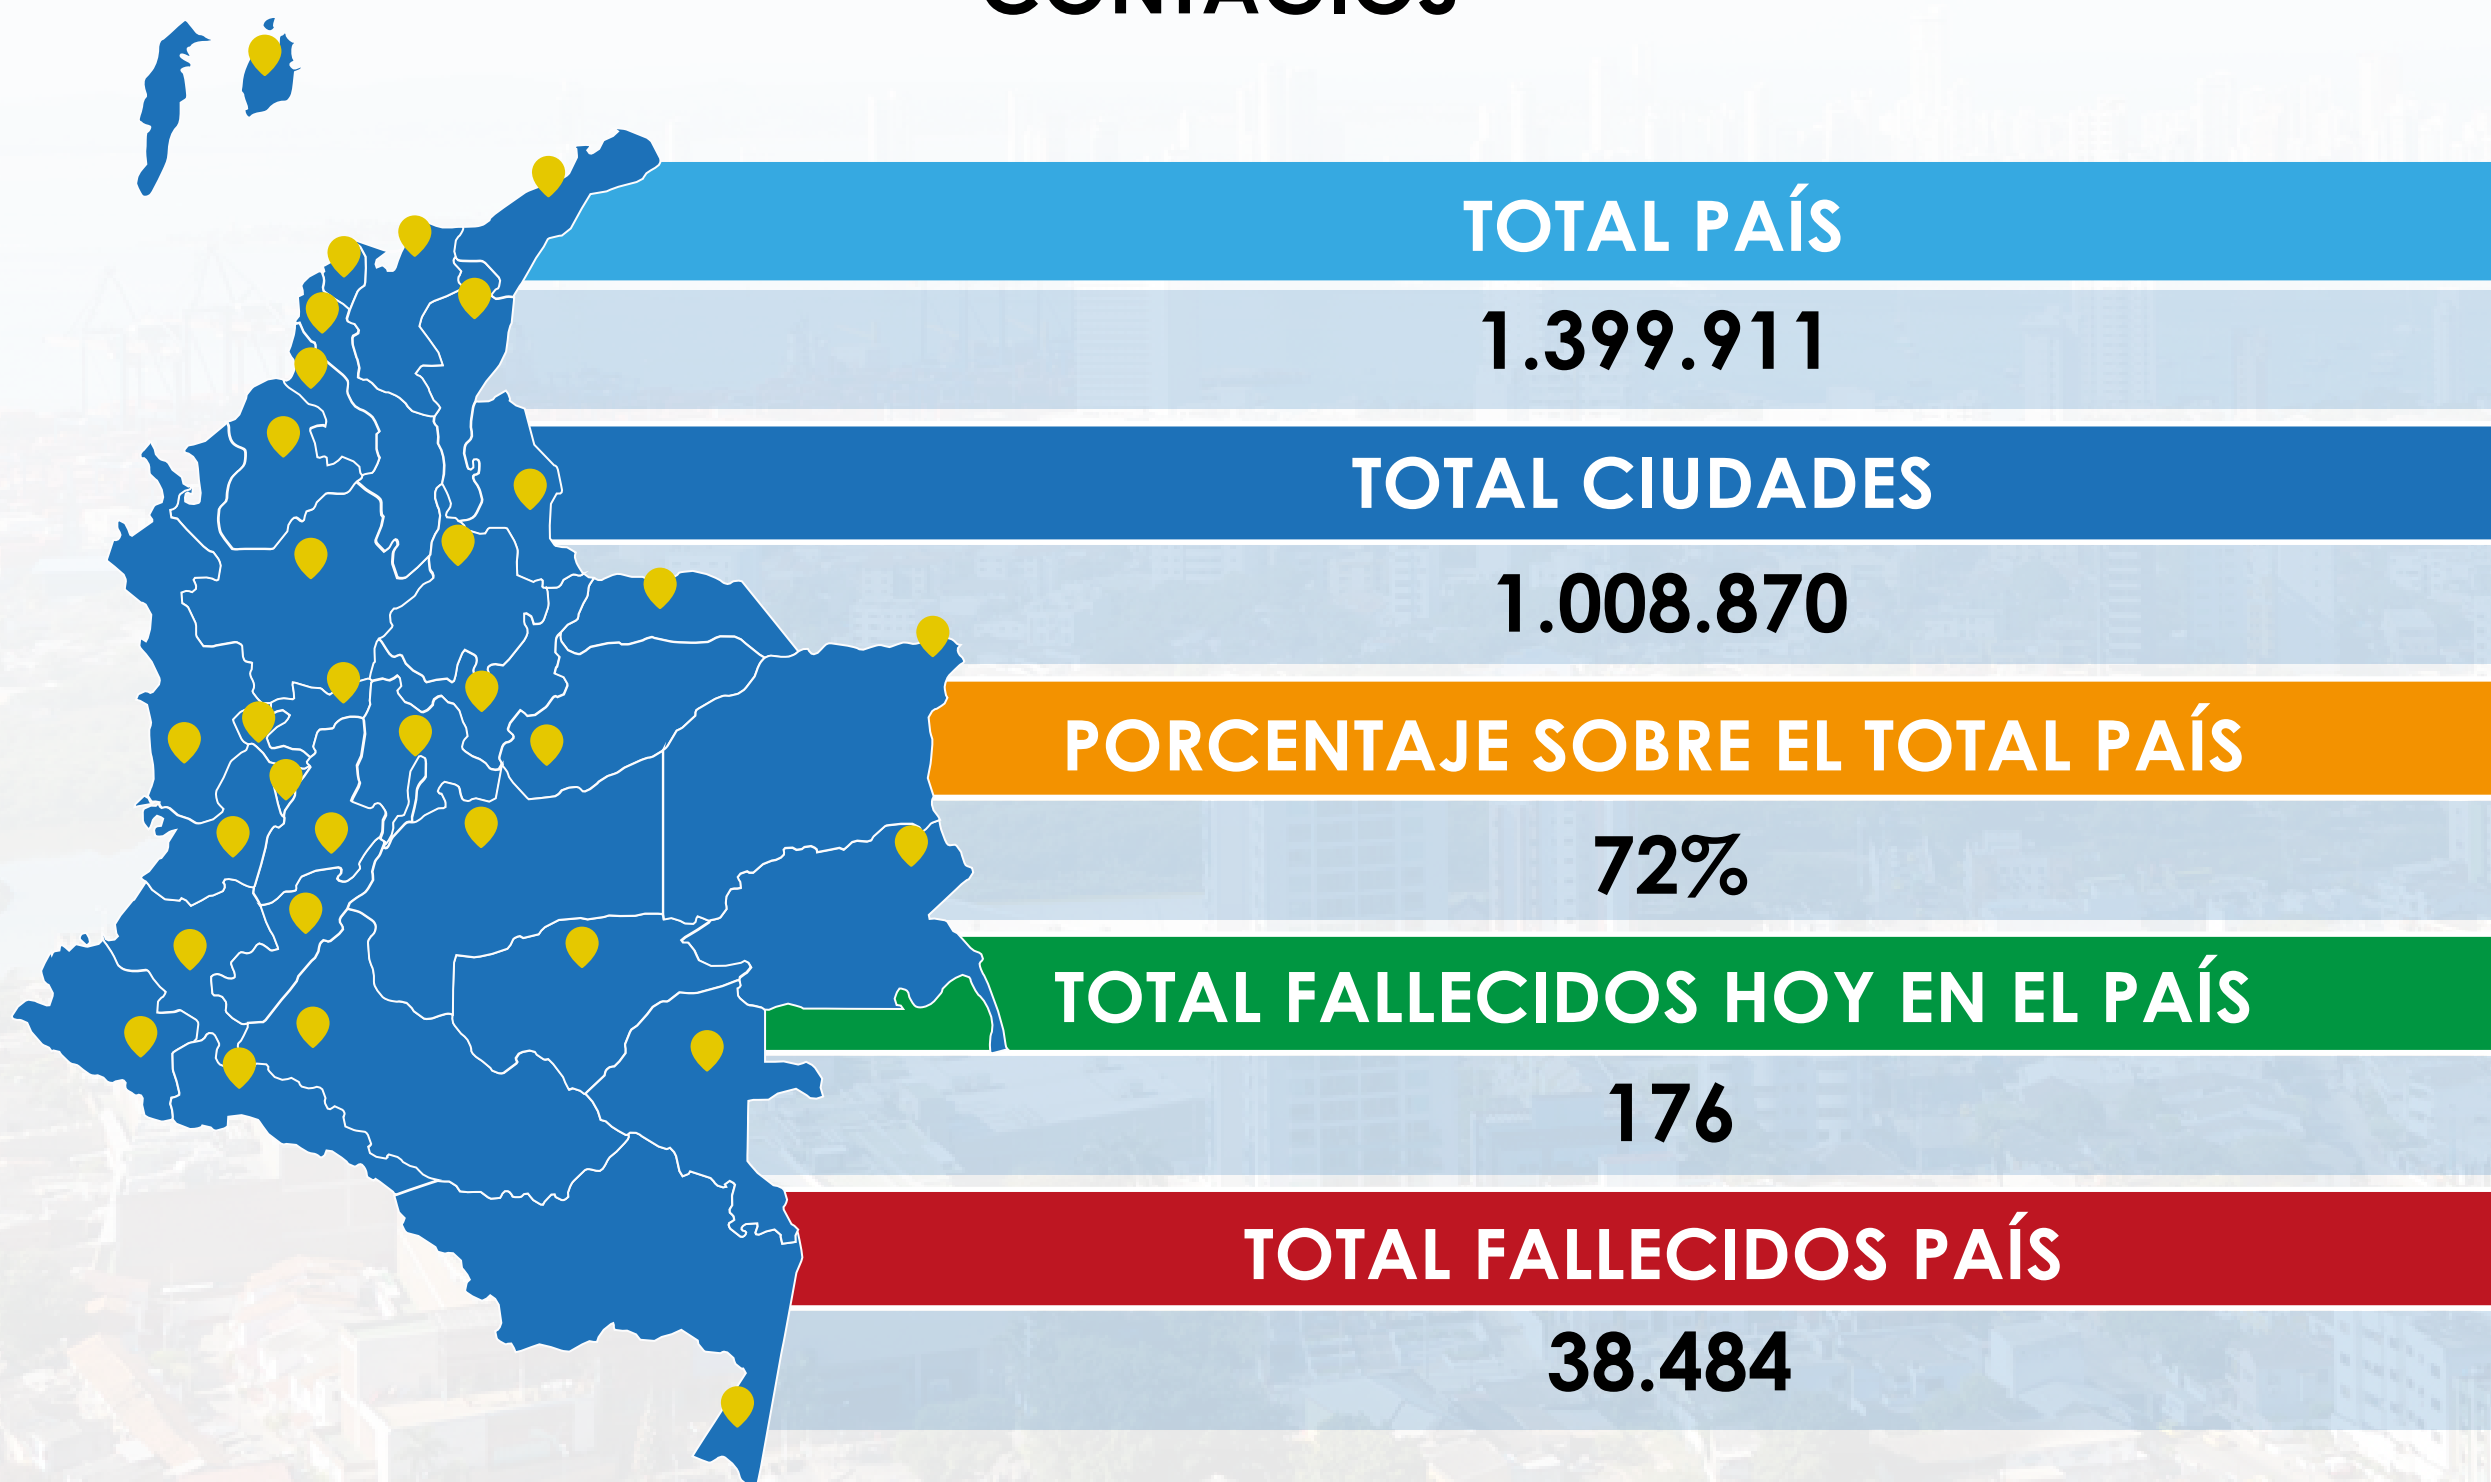 CONTAGIOS
TOTAL PAÍS
1.399.911
TOTAL CIUDADES
1.008.870
PORCENTAJE SOBRE EL TOTAL PAÍS
72%
TOTAL FALLECIDOS HOY EN EL PAÍS
176
TOTAL FALLECIDOS PAÍS
38.484